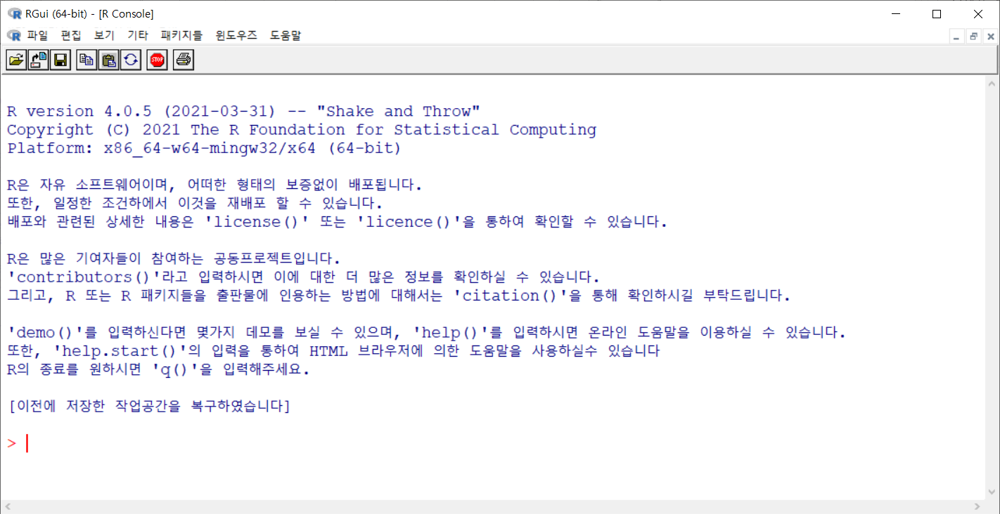 RGui (64-bit) - [R Console]
파일 편집 보기 기타 패키지들 윈도우즈 도움말
STOP
R version 4.0.5 (2021-03-31) -- "Shake and Throw"
Copyright (C) 2021 The R Foundation for Statistical Computing
Platform: x86_64-w64-mingw32/x64 (64-bit)
R은 자유 소프트웨어이며, 어떠한 형태의 보증없이 배포됩니다.
또한, 일정한 조건하에서 이것을 재배포 할 수 있습니다.
배포와 관련된 상세한 내용은 'license()' 또는 'licence()'을 통하여 확인할 수 있습니다.
R은 많은 기여자들이 참여하는 공동프로젝트입니다.
'contributors()'라고 입력하시면 이에 대한 더 많은 정보를 확인하실 수 있습니다.
그리고, R 또는 R 패키지들을 출판물에 인용하는 방법에 대해서는 'citation()'을 통해 확인하시길 부탁드립니다.
'demo()'를 입력하신다면 몇가지 데모를 보실 수 있으며, 'help()'를 입력하시면 온라인 도움말을 이용하실 수 있습니다.
또한, 'help.start()'의 입력을 통하여 HTML 브라우저에 의한 도움말을 사용하실수 있습니다
R의 종료를 원하시면 'q()'을 입력해주세요.
[이전에 저장한 작업공간을 복구하였습니다]
>